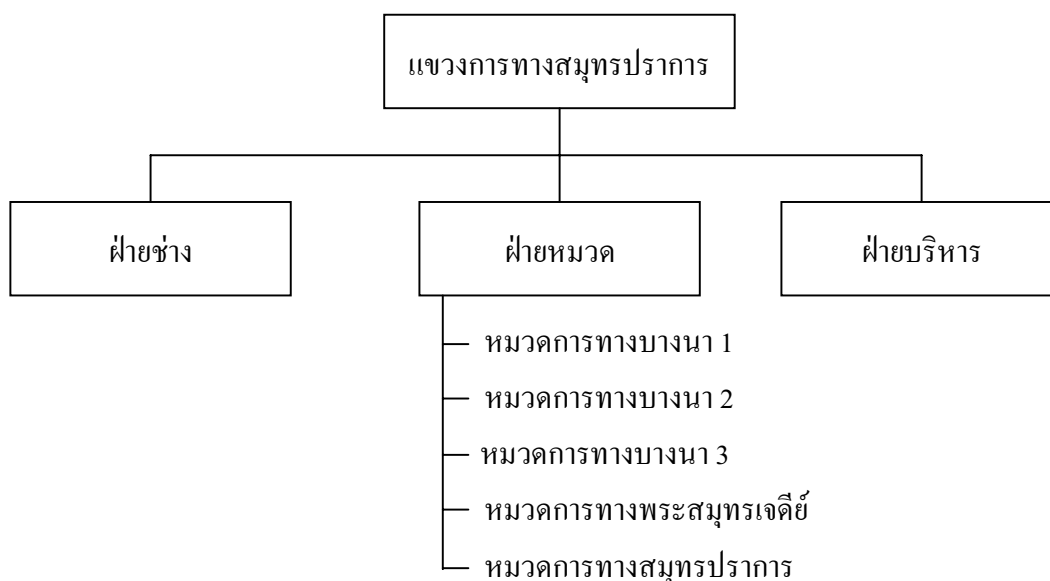 แขวงการทางสมุทรปราการ
ฝ่ายช่าง
ฝ่ายหมวด
ฝ่ายบริหาร
หมวดการทางบางนา 1
หมวดการทางบางนา 2
หมวดการทางบางนา 3
หมวดการทางพระสมุทรเจดีย์
หมวดการทางสมุทรปราการ